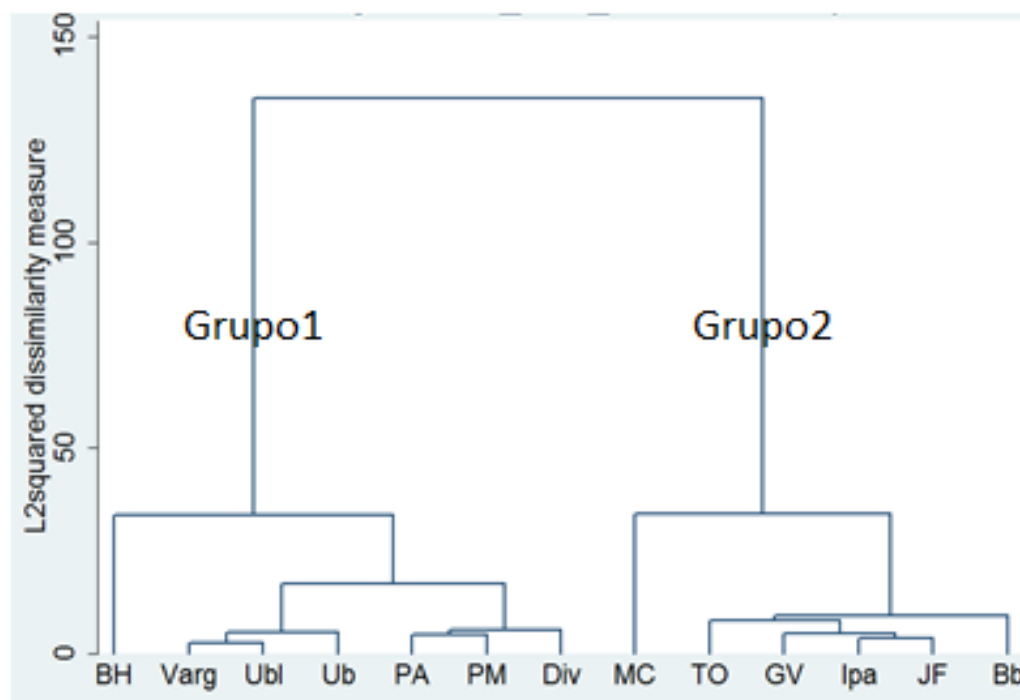 L2squared dissimilarity measure
150
100
50
0
Grupo1
Grupo2
BH Varg Ubl Ub PA PM Div MC TO GV Ipa JF Bb